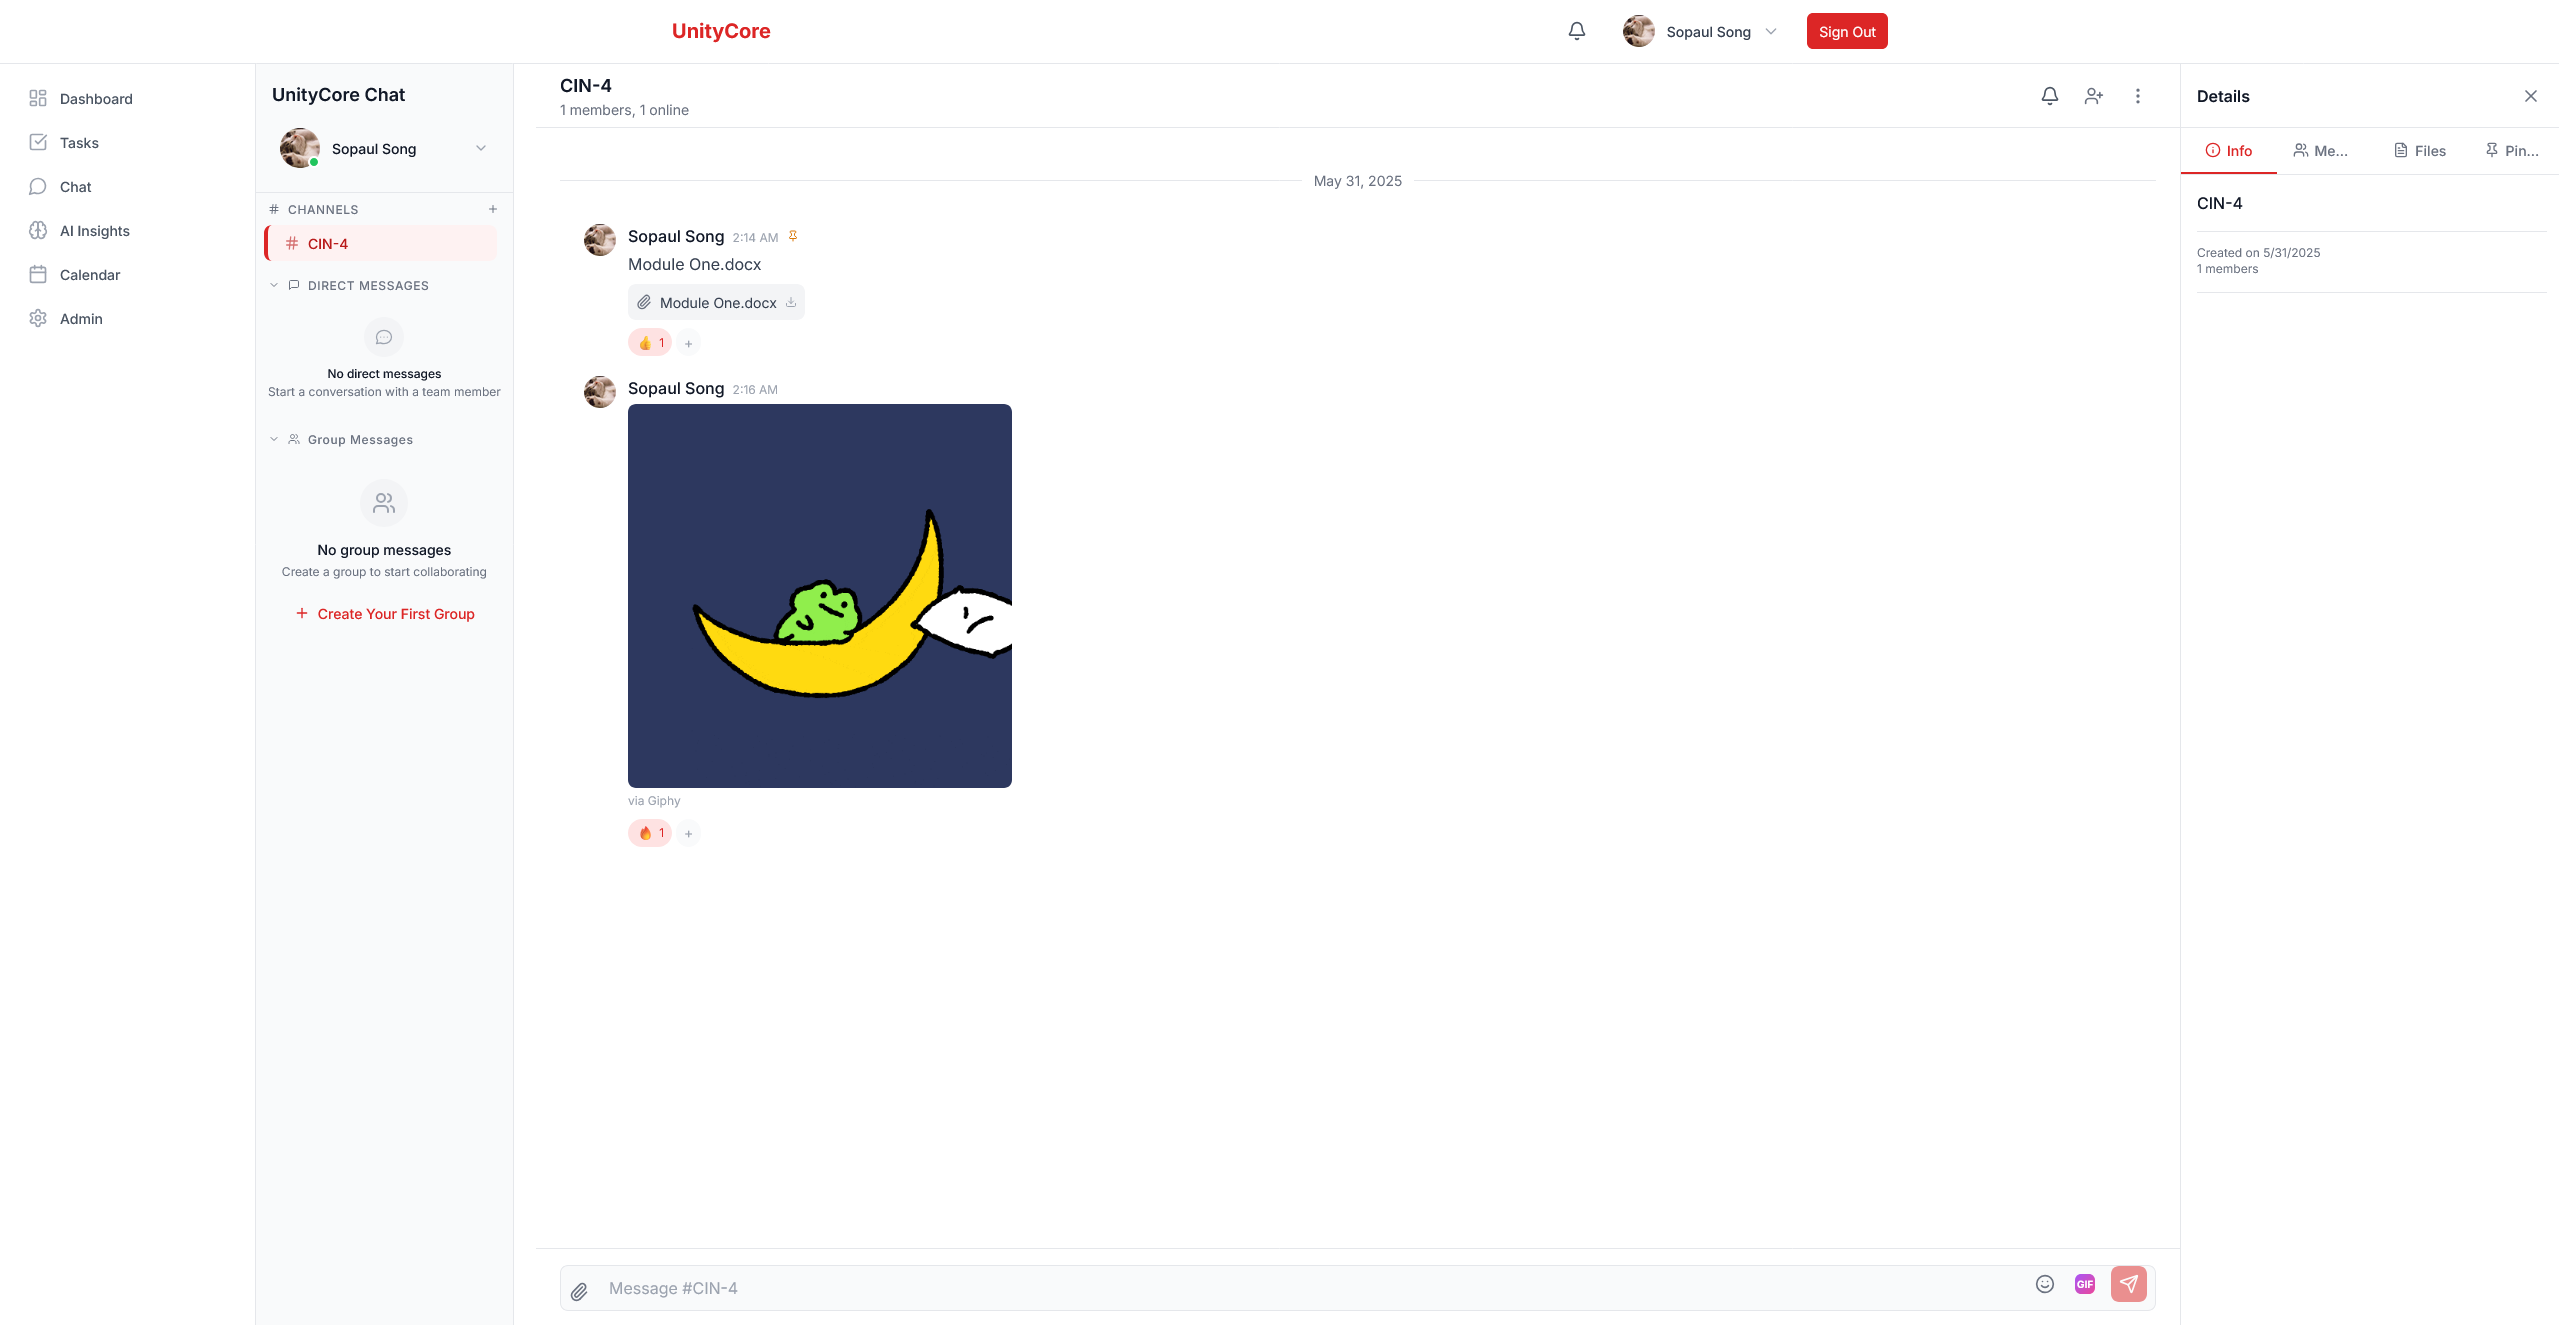 UnityCore
Sopaul Song
Sign Out
Dashboard
Tasks
Chat
AI Insights
Calendar
Admin
UnityCore Chat
Sopaul Song
# CHANNELS +
# CIN-4
DIRECT MESSAGES
No direct messages
Start a conversation with a team member
Group Messages
No group messages
Create a group to start collaborating
+ Create Your First Group
CIN-4
1 members, 1 online
May 31, 2025
Sopaul Song 2:14 AM
Module One.docx
Module One.docx
👍 1 +
Sopaul Song 2:16 AM
via Giphy
🔥 1 +
Message #CIN-4
GIF
Details
Info Me... Files Pin...
CIN-4
Created on 5/31/2025
1 members